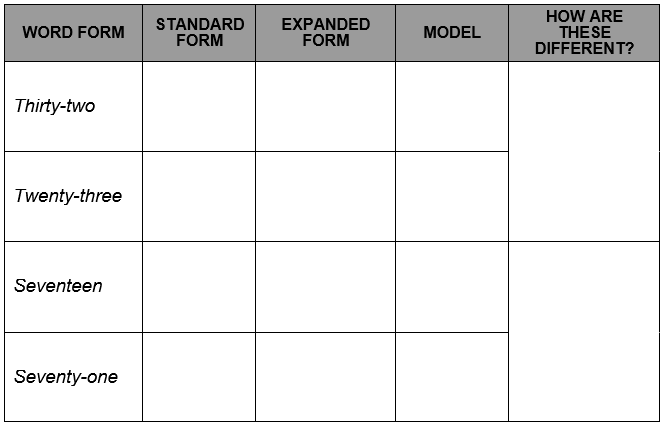 WORD FORM
STANDARD
FORM
EXPANDED
FORM
MODEL
HOW ARE
THESE
DIFFERENT?
Thirty-two
Twenty-three
Seventeen
Seventy-one